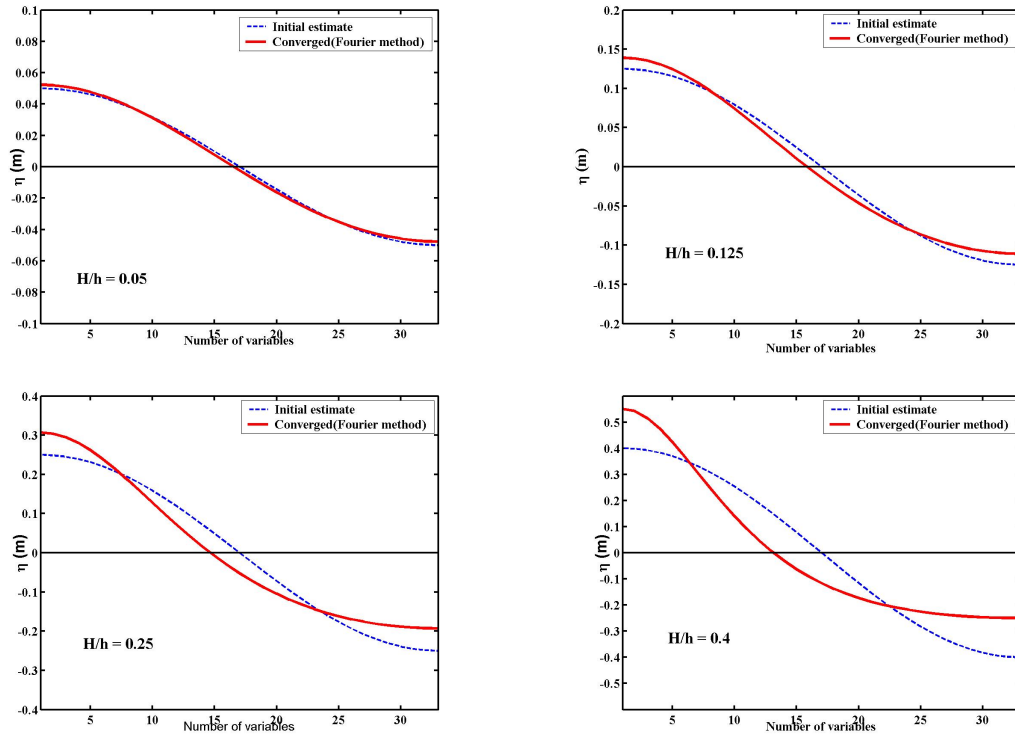 0.1
0.08
0.06
0.04
0.02
0
-0.02
-0.04
-0.06
-0.08
-0.1
η (m)
Initial estimate
Converged(Fourier method)
H/h = 0.05
5 10 15 20 25 30
Number of variables
0.2
0.15
0.1
0.05
0
-0.05
-0.1
-0.15
-0.2
η (m)
Initial estimate
Converged(Fourier method)
H/h = 0.125
5 10 15 20 25 30
Number of variables
0.4
0.3
0.2
0.1
0
-0.1
-0.2
-0.3
-0.4
η (m)
Initial estimate
Converged(Fourier method)
H/h = 0.25
5 10 15 20 25 30
Number of variables
0.5
0.4
0.3
0.2
0.1
0
-0.1
-0.2
-0.3
-0.4
-0.5
η (m)
Initial estimate
Converged(Fourier method)
H/h = 0.4
5 10 15 20 25 30
Number of variables